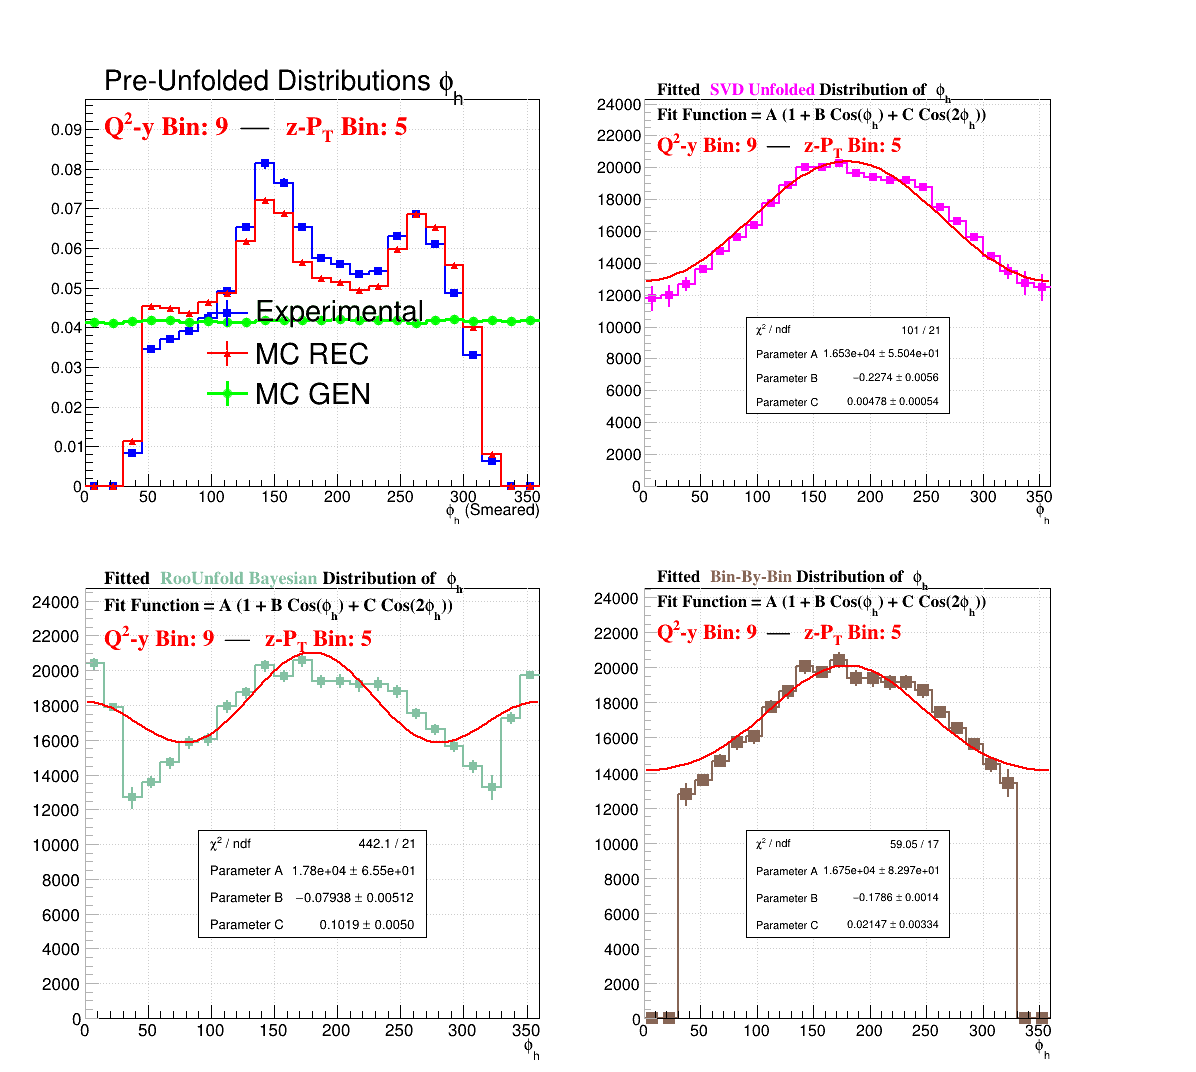 Pre-Unfolded Distributions ϕh
Q2-y Bin: 9 — z-PT Bin: 5
0.09
0.08
0.07
0.06
0.05
0.04
0.03
0.02
0.01
0
Experimental
MC REC
MC GEN
0 50 100 150 200 250 300 350
ϕh (Smeared)
Fitted SVD Unfolded Distribution of ϕh
Fit Function = A (1 + B Cos(ϕh) + C Cos(2ϕh))
Q2-y Bin: 9 — z-PT Bin: 5
24000
22000
20000
18000
16000
14000
12000
10000
8000
6000
4000
2000
0
χ2 / ndf 101 / 21
Parameter A 1.653e+04 ± 5.504e+01
Parameter B −0.2274 ± 0.0056
Parameter C 0.00478 ± 0.00054
0 50 100 150 200 250 300 350
ϕh
Fitted RooUnfold Bayesian Distribution of ϕh
Fit Function = A (1 + B Cos(ϕh) + C Cos(2ϕh))
Q2-y Bin: 9 — z-PT Bin: 5
24000
22000
20000
18000
16000
14000
12000
10000
8000
6000
4000
2000
0
χ2 / ndf 442.1 / 21
Parameter A 1.78e+04 ± 6.55e+01
Parameter B −0.07938 ± 0.00512
Parameter C 0.1019 ± 0.0050
0 50 100 150 200 250 300 350
ϕh
Fitted Bin-By-Bin Distribution of ϕh
Fit Function = A (1 + B Cos(ϕh) + C Cos(2ϕh))
Q2-y Bin: 9 — z-PT Bin: 5
24000
22000
20000
18000
16000
14000
12000
10000
8000
6000
4000
2000
0
χ2 / ndf 59.05 / 17
Parameter A 1.675e+04 ± 8.297e+01
Parameter B −0.1786 ± 0.0014
Parameter C 0.02147 ± 0.00334
0 50 100 150 200 250 300 350
ϕh